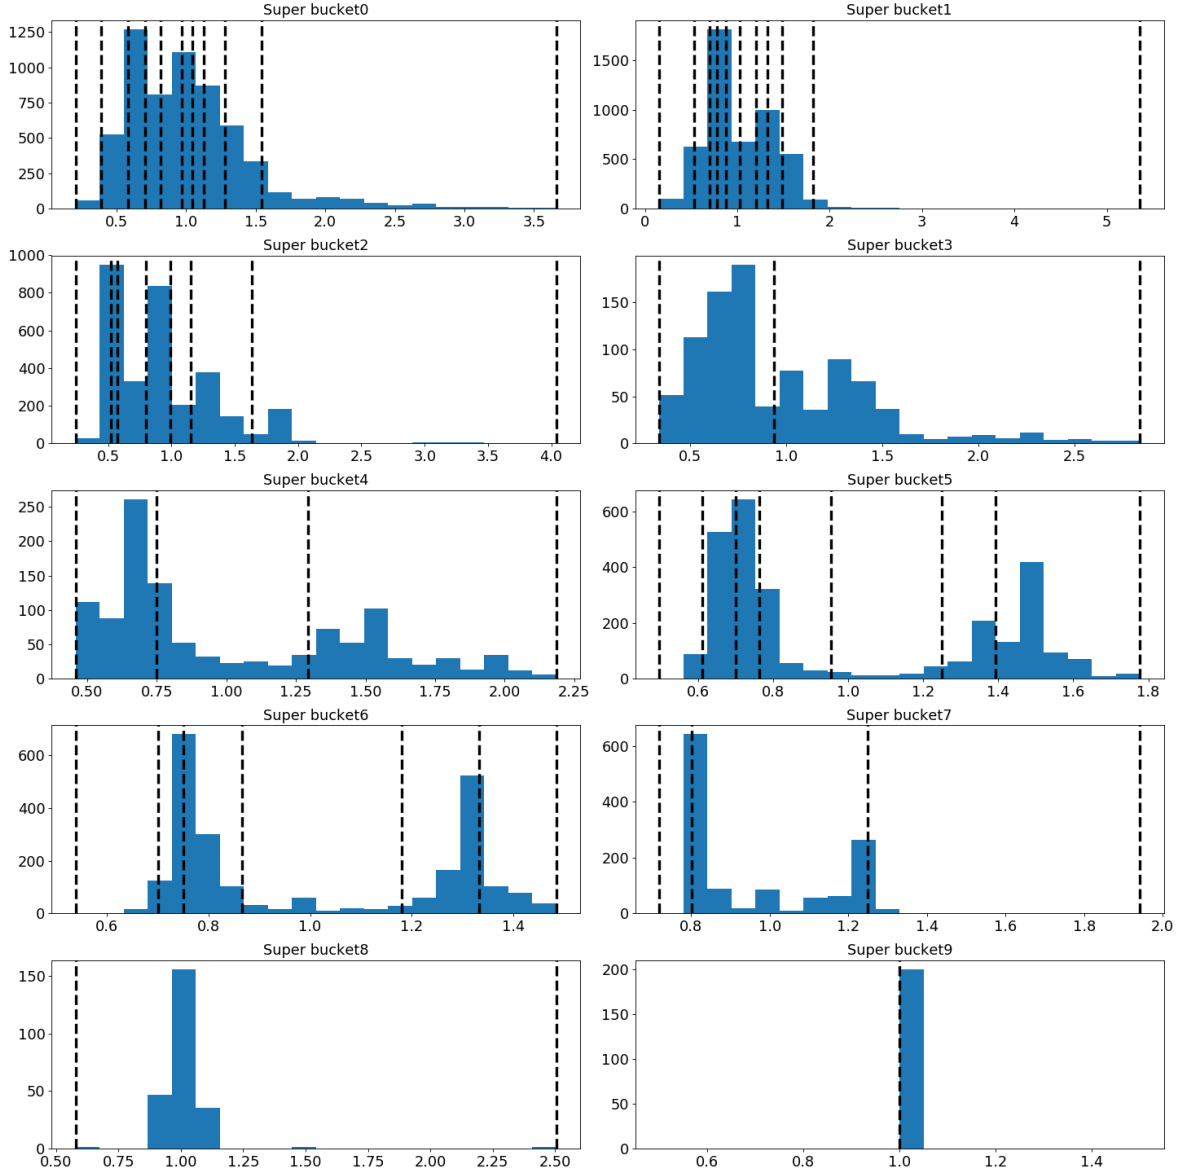 Super bucket0
1250
1000
750
500
250
0
0.5 1.0 1.5 2.0 2.5 3.0 3.5
Super bucket1
1500
1000
500
0
0 1 2 3 4 5
Super bucket2
1000
800
600
400
200
0
0.5 1.0 1.5 2.0 2.5 3.0 3.5 4.0
Super bucket3
150
100
50
0
0.5 1.0 1.5 2.0 2.5
Super bucket4
250
200
150
100
50
0
0.50 0.75 1.00 1.25 1.50 1.75 2.00 2.25
Super bucket5
600
400
200
0
0.6 0.8 1.0 1.2 1.4 1.6 1.8
Super bucket6
600
400
200
0
0.6 0.8 1.0 1.2 1.4
Super bucket7
600
400
200
0
0.8 1.0 1.2 1.4 1.6 1.8 2.0
Super bucket8
150
100
50
0
0.50 0.75 1.00 1.25 1.50 1.75 2.00 2.25 2.50
Super bucket9
200
150
100
50
0
0.6 0.8 1.0 1.2 1.4